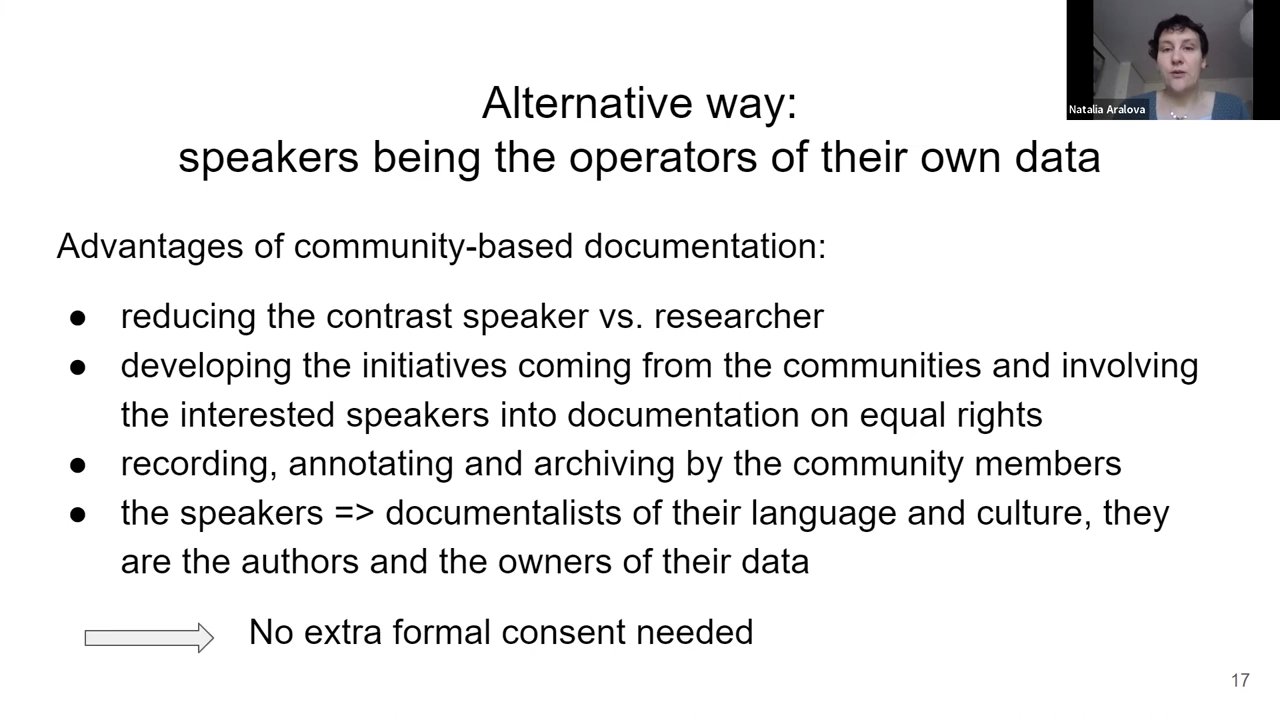 Natalia Aralova
Alternative way:
speakers being the operators of their own data
Advantages of community-based documentation:
● reducing the contrast speaker vs. researcher
● developing the initiatives coming from the communities and involving
the interested speakers into documentation on equal rights
● recording, annotating and archiving by the community members
● the speakers => documentalists of their language and culture, they
are the authors and the owners of their data
No extra formal consent needed
17